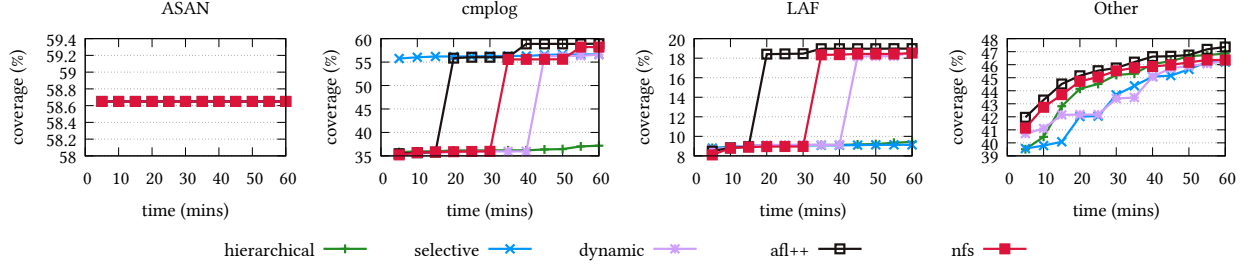 ASAN
coverage (%)
59.4
59.2
59
58.8
58.6
58.4
58.2
58
0 10 20 30 40 50 60
time (mins)
cmplog
coverage (%)
60
55
50
45
40
35
0 10 20 30 40 50 60
time (mins)
LAF
coverage (%)
20
18
16
14
12
10
8
0 10 20 30 40 50 60
time (mins)
Other
coverage (%)
48
47
46
45
44
43
42
41
40
39
0 10 20 30 40 50 60
time (mins)
hierarchical selective dynamic afl++ nfs